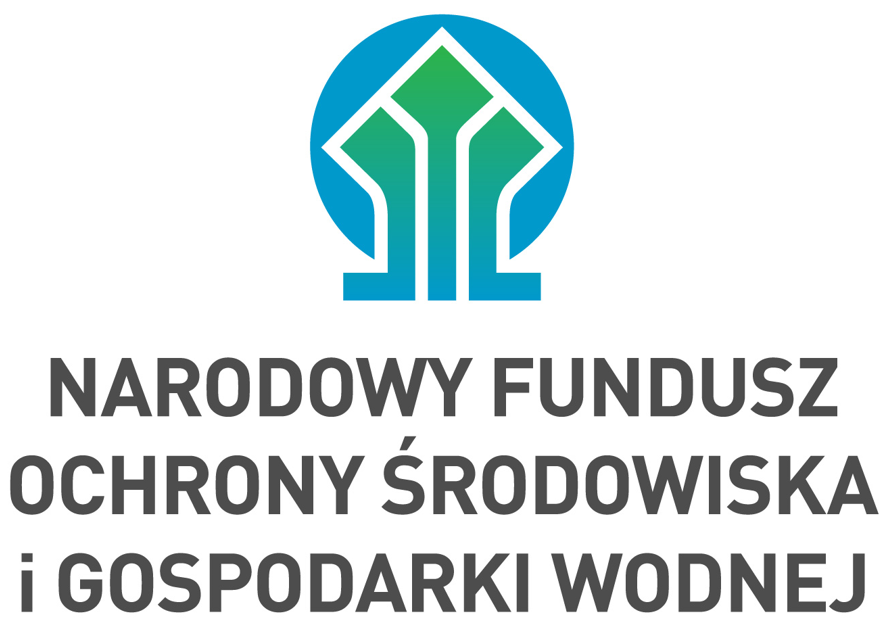 NARODOWY FUNDUSZ
OCHRONY ŚRODOWISKA
i GOSPODARKI WODNEJ